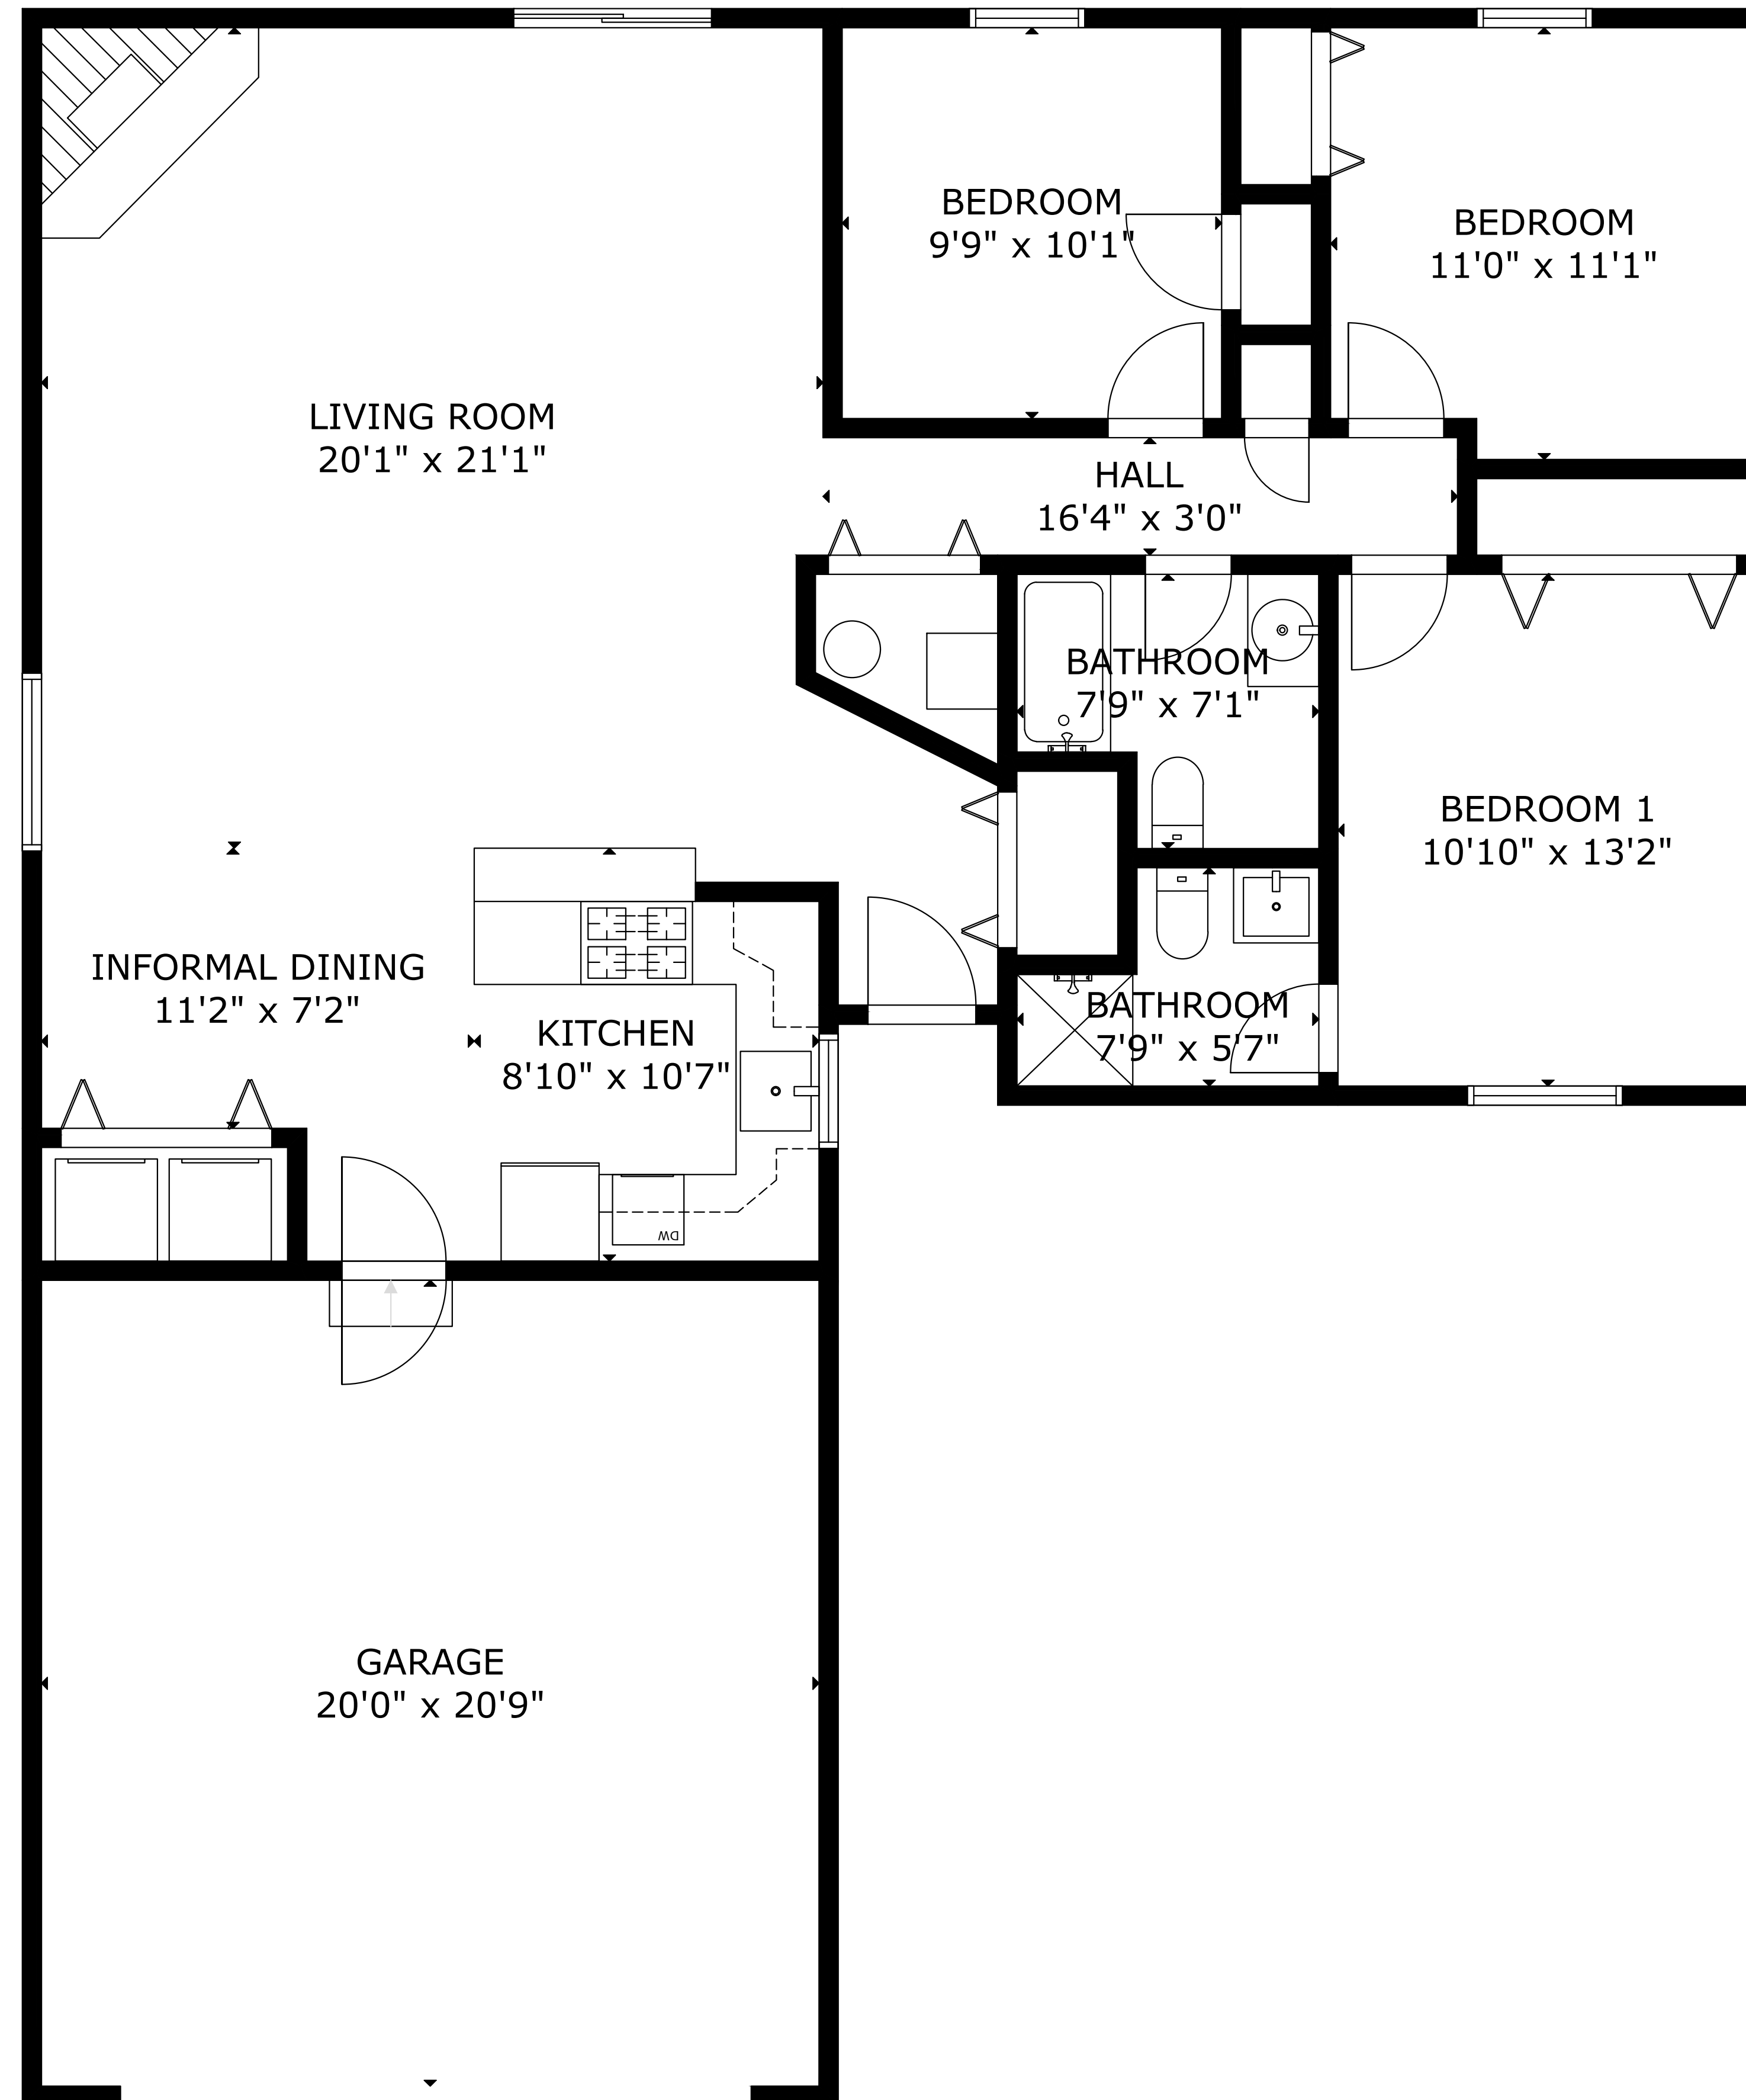 BEDROOM
9'9" x 10'1"
BEDROOM
11'0" x 11'1"
LIVING ROOM
20'1" x 21'1"
HALL
16'4" x 3'0"
BATHROOM
7'9" x 7'1"
BEDROOM 1
10'10" x 13'2"
INFORMAL DINING
11'2" x 7'2"
KITCHEN
8'10" x 10'7"
BATHROOM
7'9" x 5'7"
DW
GARAGE
20'0" x 20'9"